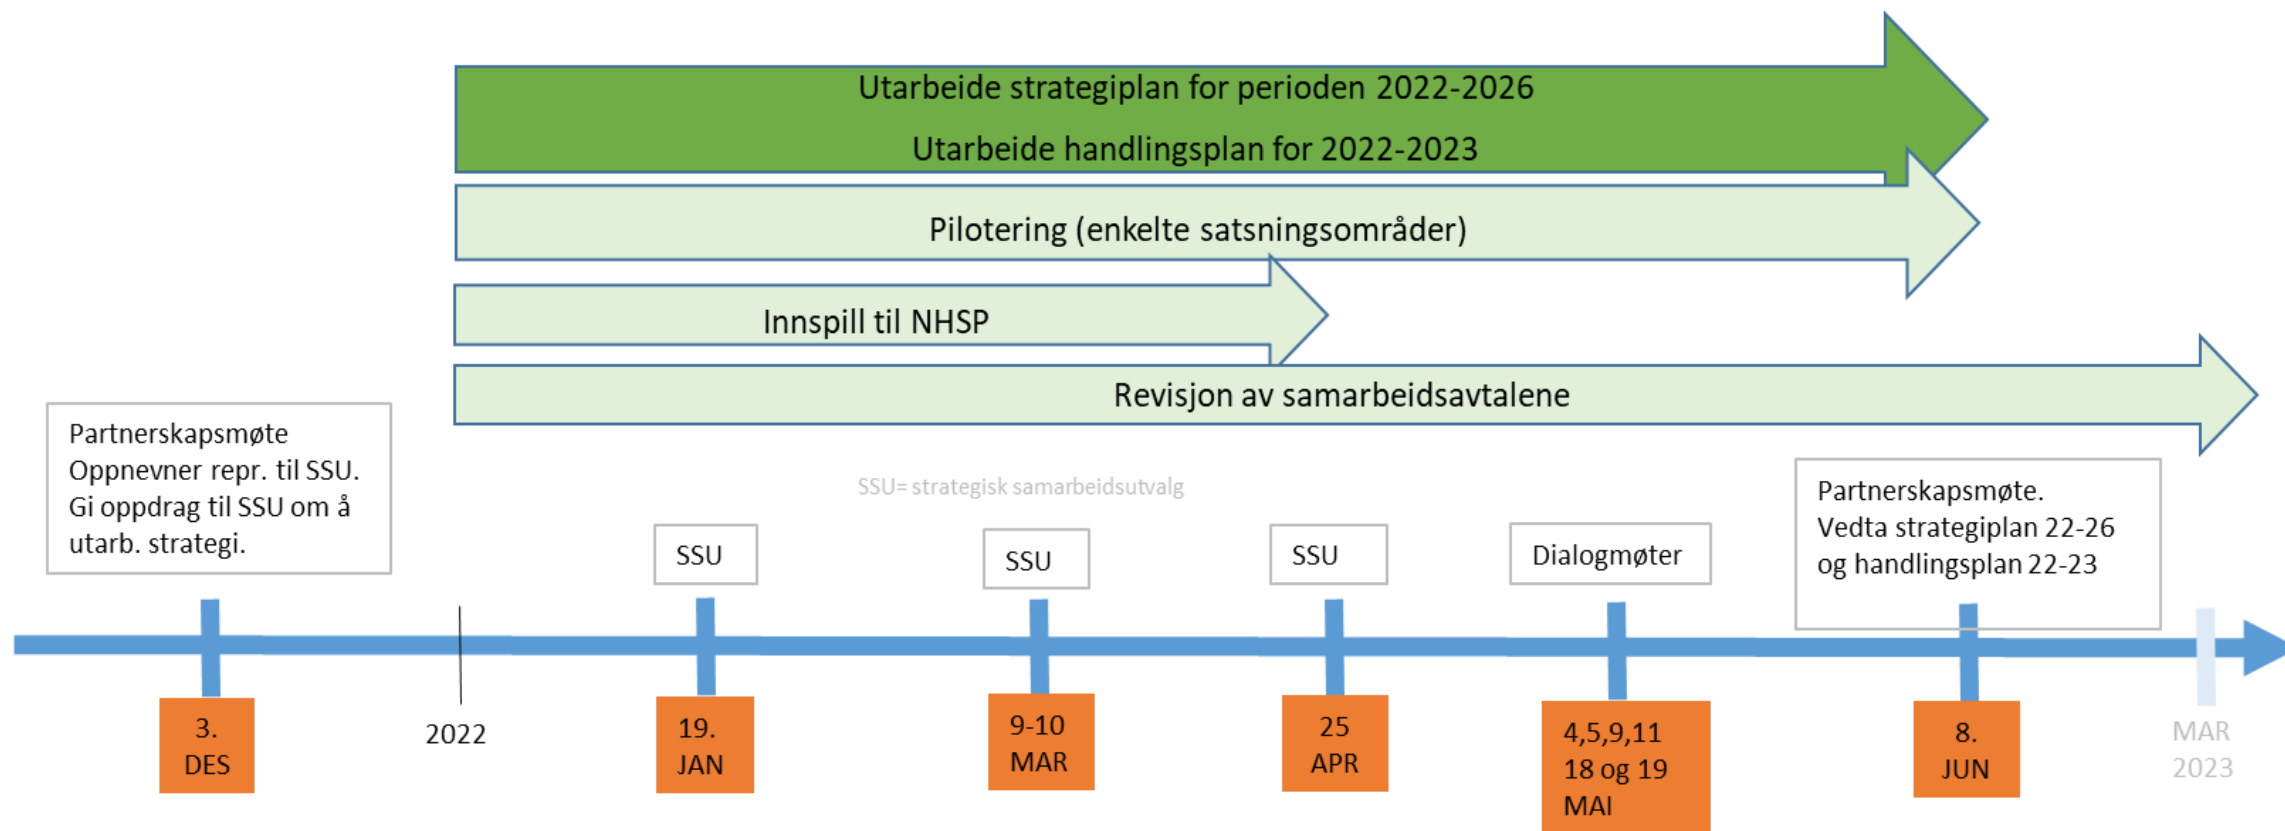 Utarbeide strategiplan for perioden 2022-2026
Utarbeide handlingsplan for 2022-2023
Pilotering (enkelte satsningsområder)
Innspill til NHSP
Revisjon av samarbeidsavtalene
Partnerskapsmøte
Oppnevner repr. til SSU.
Gi oppdrag til SSU om å
utarb. strategi.
SSU= strategisk samarbeidsutvalg
SSU
SSU
SSU
Dialogmøter
Partnerskapsmøte.
Vedta strategiplan 22-26
og handlingsplan 22-23
3.
DES
2022
19.
JAN
9-10
MAR
25
APR
4,5,9,11
18 og 19
MAI
8.
JUN
MAR
2023